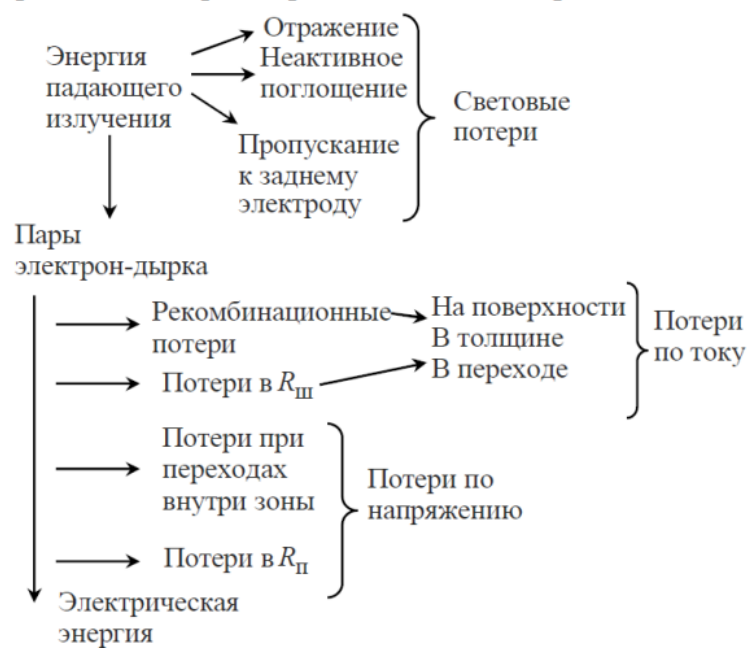 Энергия
падающего
излучения
Отражение
Неактивное
поглощение
Пропускание
к заднему
электроду
Световые
потери
Пары
электрон-дырка
Рекомбинационные
потери
На поверхности
В толщине
В переходе
Потери
по току
Потери в Rш
Потери при
переходах
внутри зоны
Потери по
напряжению
Потери в Rп
Электрическая
энергия